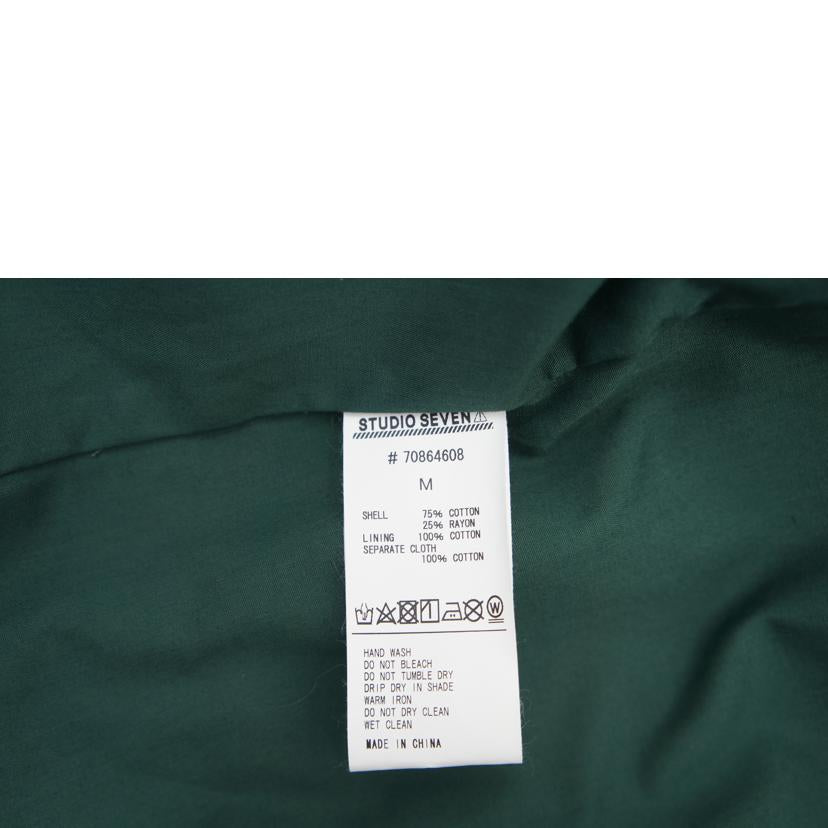 STUDIO SEVEN
# 70864608
M
SHELL 75% COTTON
25% RAYON
LINING 100% COTTON
SEPARATE CLOTH
100% COTTON
W
HAND WASH
DO NOT BLEACH
DO NOT TUMBLE DRY
DRIP DRY IN SHADE
WARM IRON
DO NOT DRY CLEAN
WET CLEAN
MADE IN CHINA